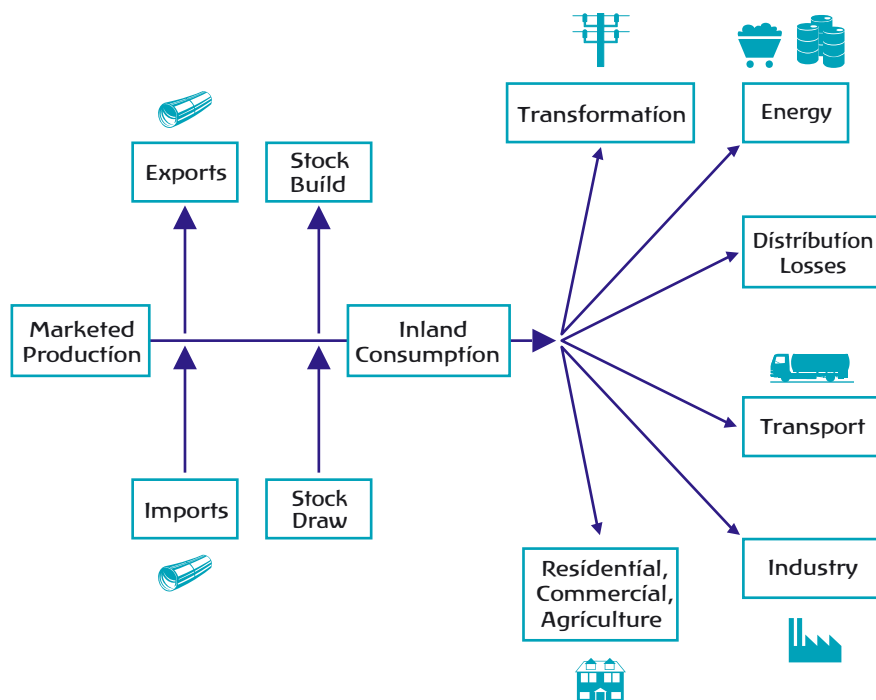 Transformation
Energy
Exports
Stock
Build
Distribution
Losses
Marketed
Production
Inland
Consumption
Transport
Imports
Stock
Draw
Residential,
Commercial,
Agriculture
Industry